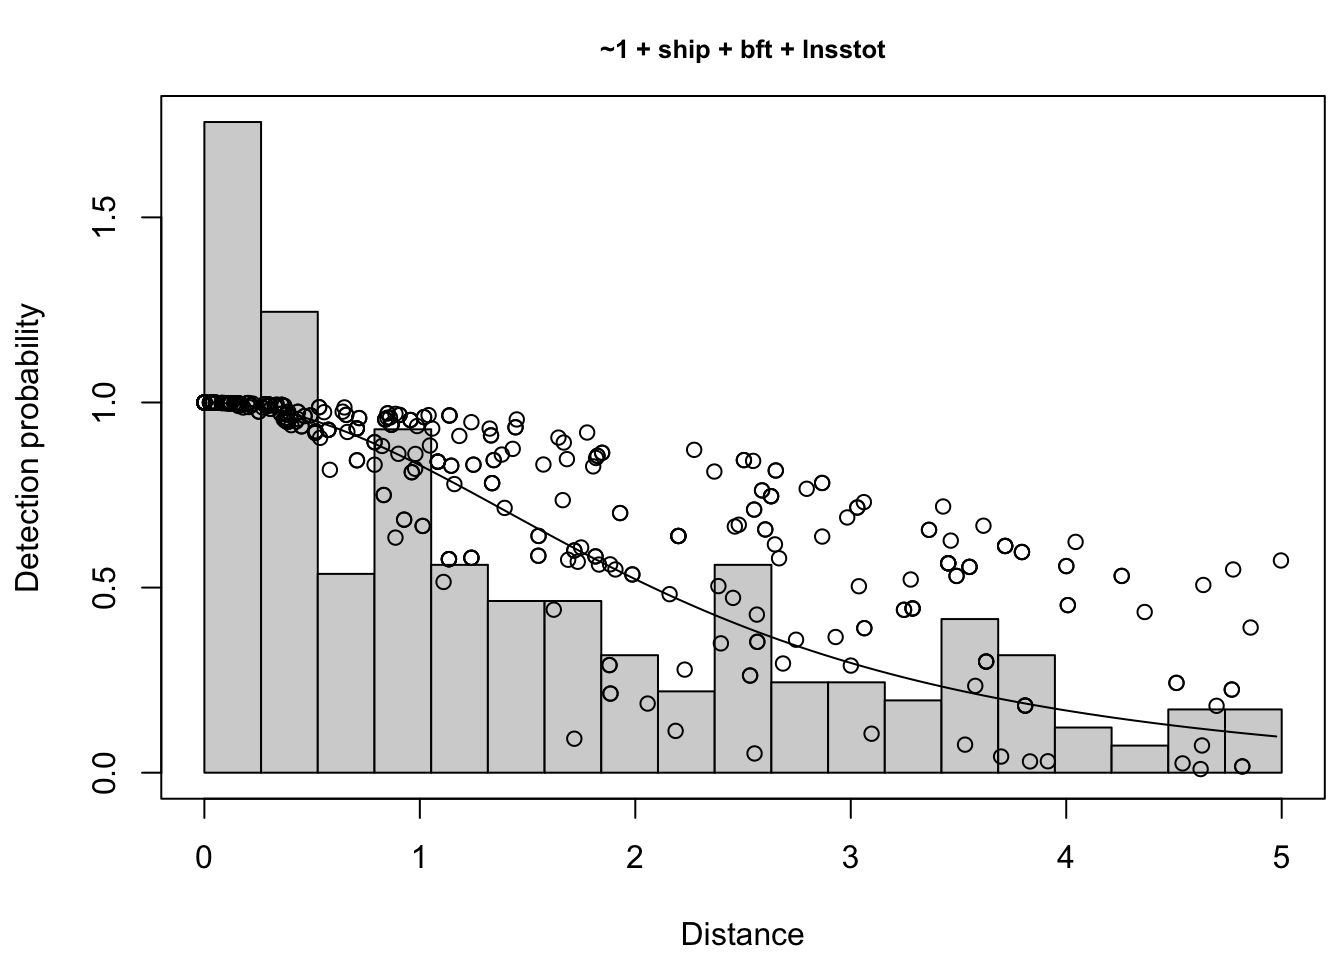 ~1 + ship + bft + lnsstot
Detection probability
1.5
1.0
0.5
0.0
0 1 2 3 4 5
Distance